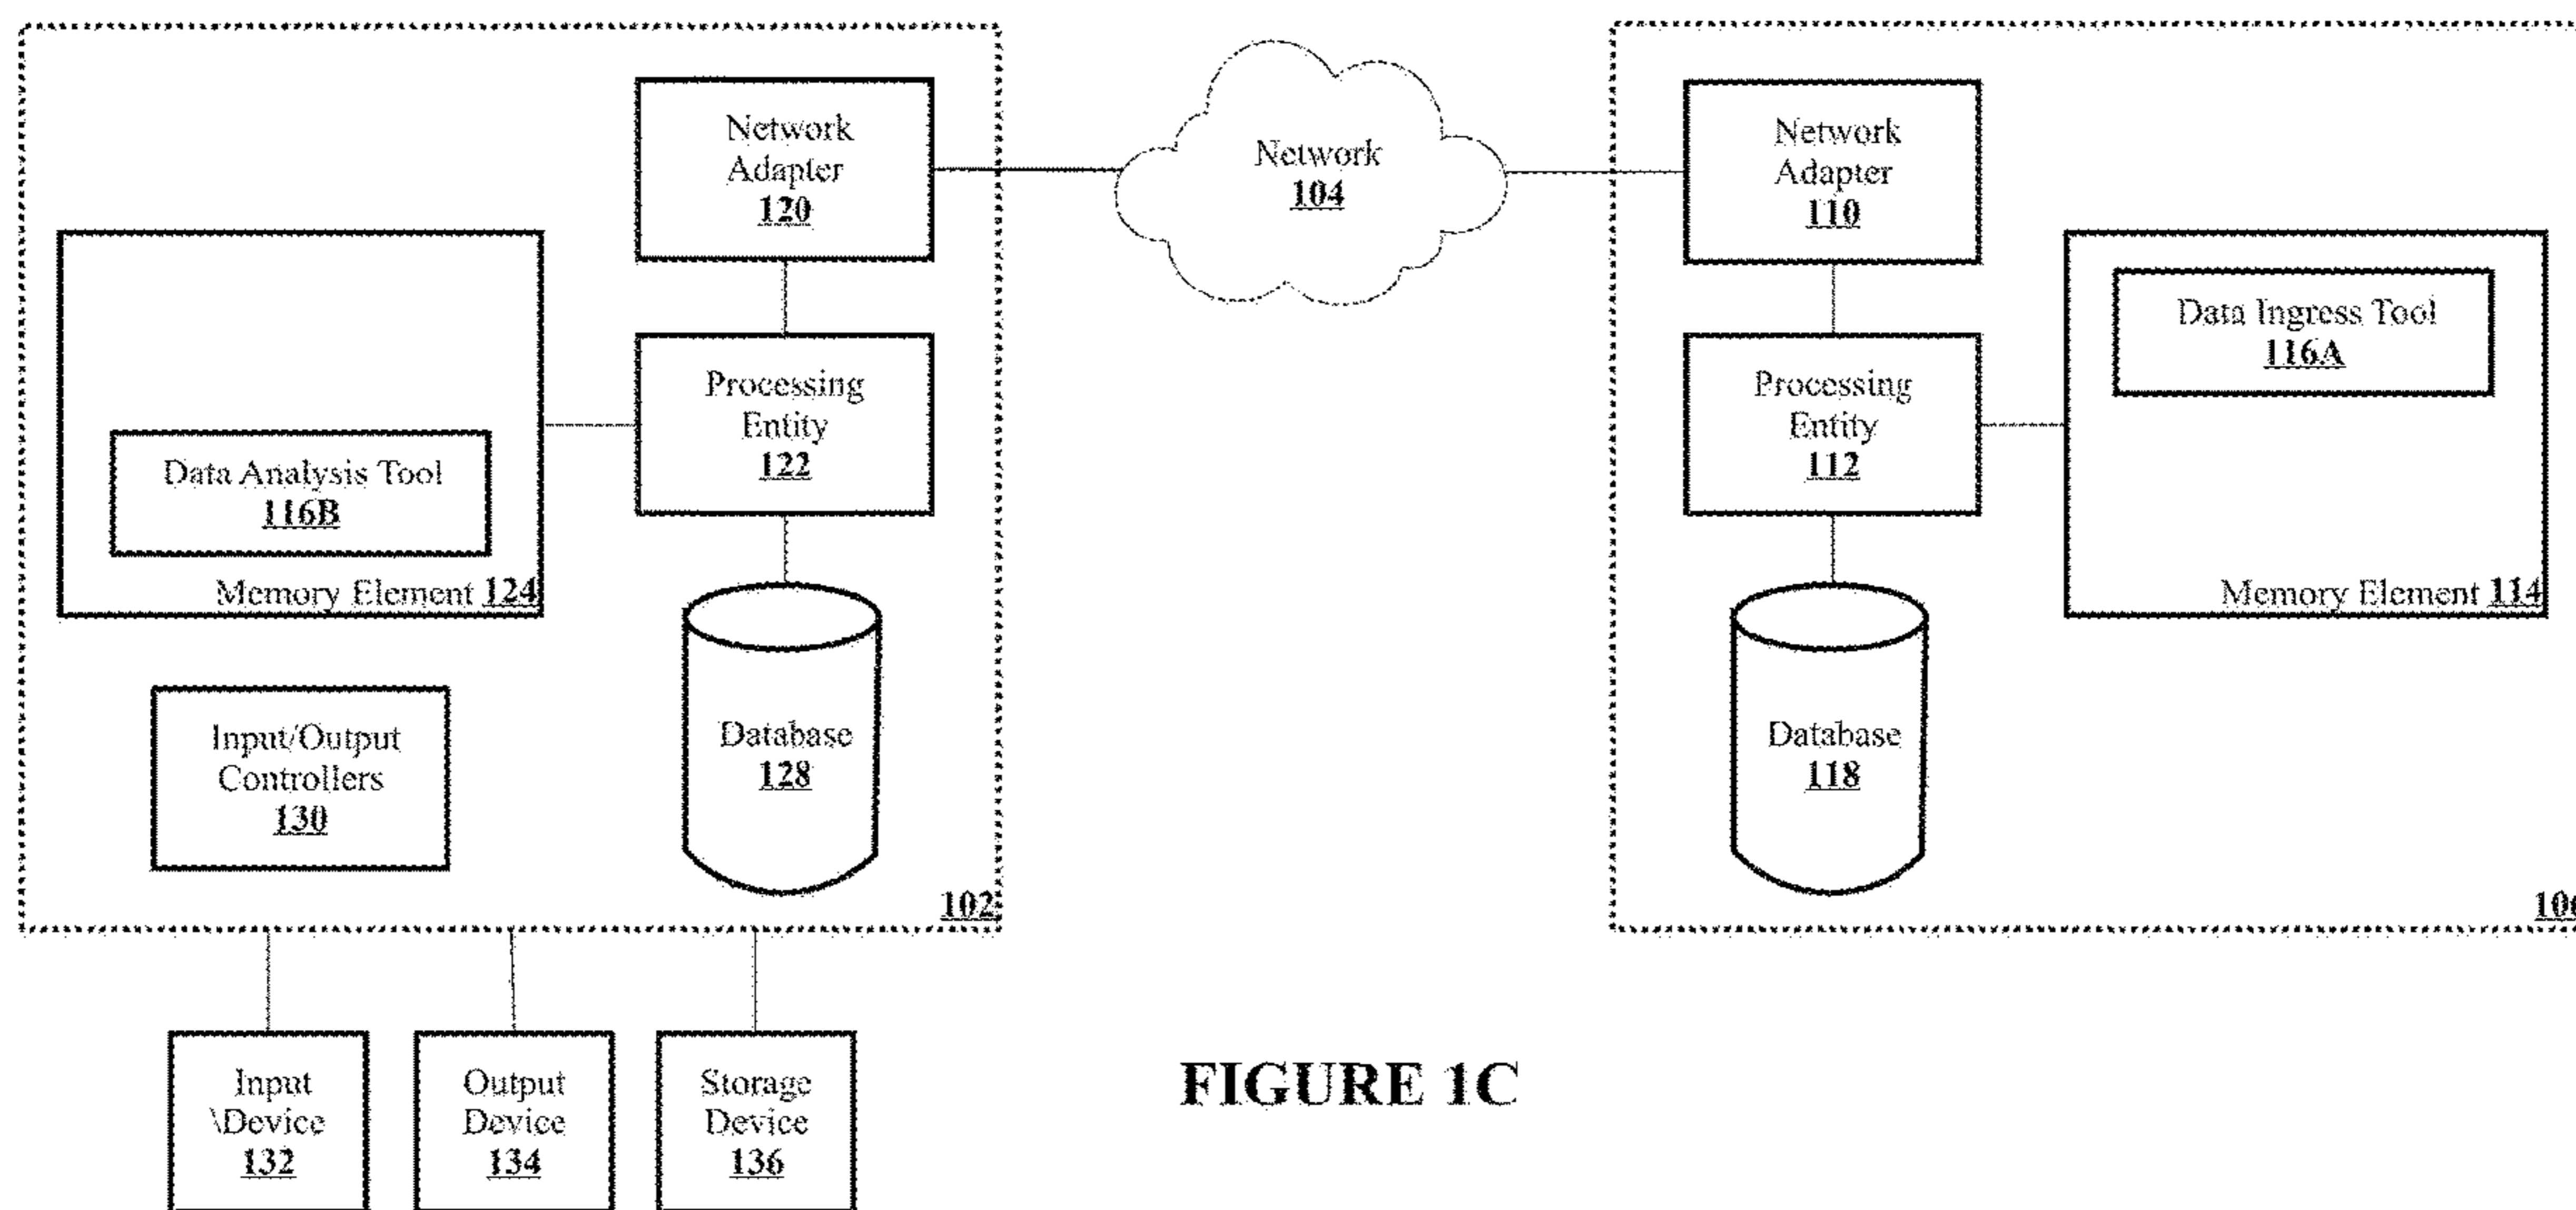 Network
Adapter
120
Network
104
Network
Adapter
110
Data Ingress Tool
116A
Processing
Entity
122
Processing
Entity
112
Data Analysis Tool
116B
Memory Element 124
Memory Element 114
Input/Output
Controllers
130
Database
128
Database
118
102
106
Input
\Device
132
Output
Device
134
Storage
Device
136
FIGURE 1C